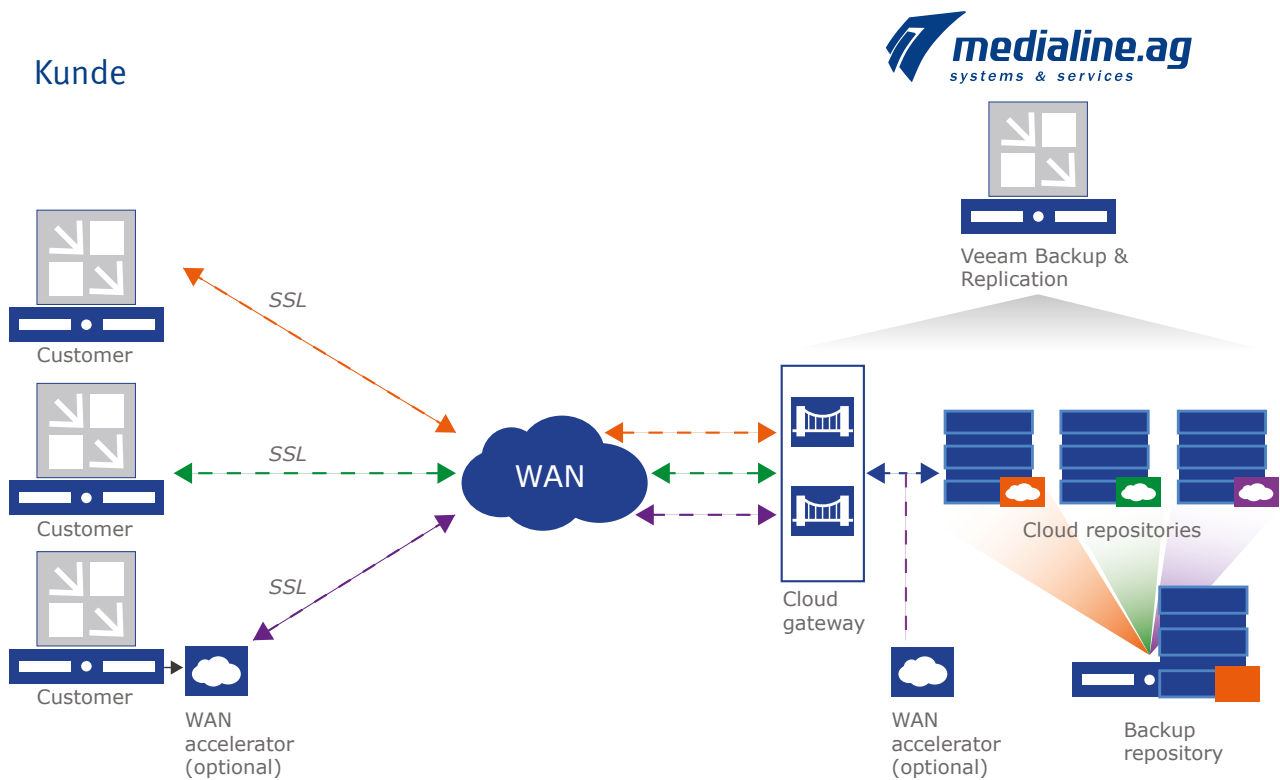 Kunde
medialine.ag
systems & services
Veeam Backup &
Replication
Customer
SSL
Customer
SSL
Customer
SSL
WAN
accelerator
(optional)
WAN
Cloud
gateway
WAN
accelerator
(optional)
Cloud repositories
Backup
repository